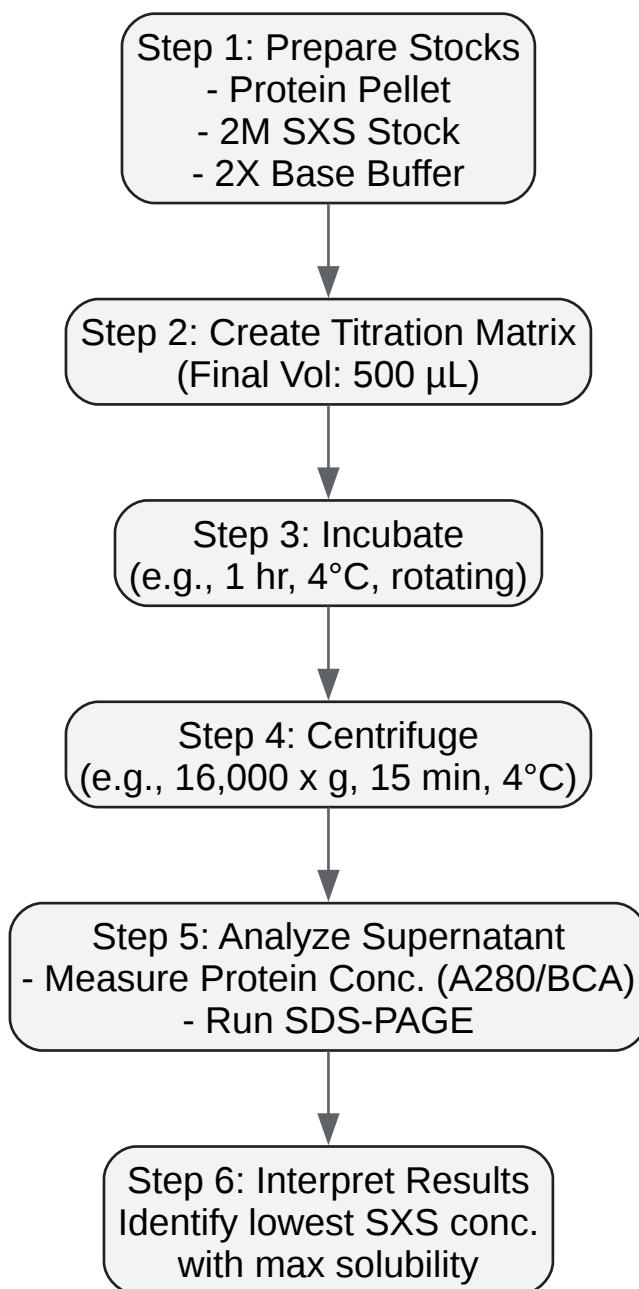 Step 1: Prepare Stocks
- Protein Pellet
- 2M SXS Stock
- 2X Base Buffer
Step 2: Create Titration Matrix
(Final Vol: 500 µL)
Step 3: Incubate
(e.g., 1 hr, 4°C, rotating)
Step 4: Centrifuge
(e.g., 16,000 x g, 15 min, 4°C)
Step 5: Analyze Supernatant
- Measure Protein Conc. (A280/BCA)
- Run SDS-PAGE
Step 6: Interpret Results
Identify lowest SXS conc.
with max solubility